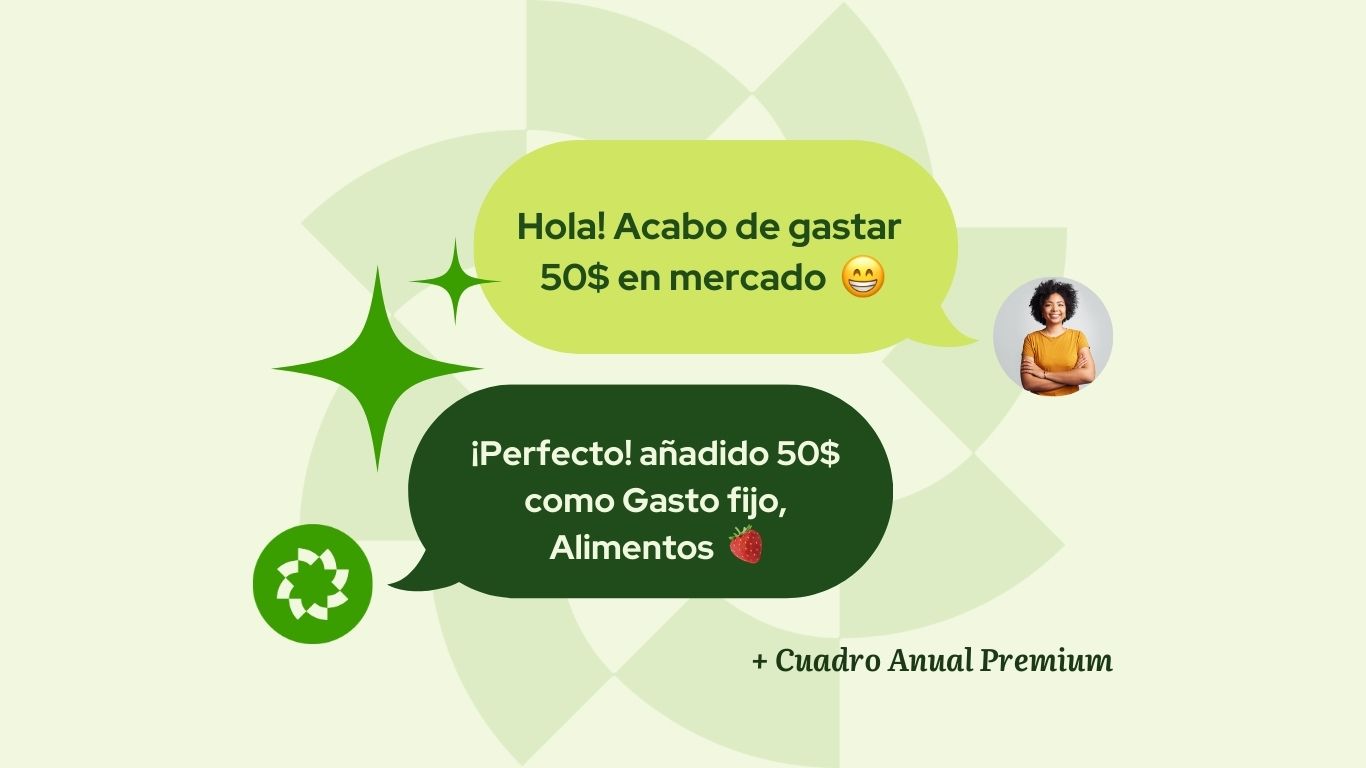 Hola! Acabo de gastar
50$ en mercado 😁
¡Perfecto! añadido 50$
como Gasto fijo,
Alimentos 🍓
+ Cuadro Anual Premium